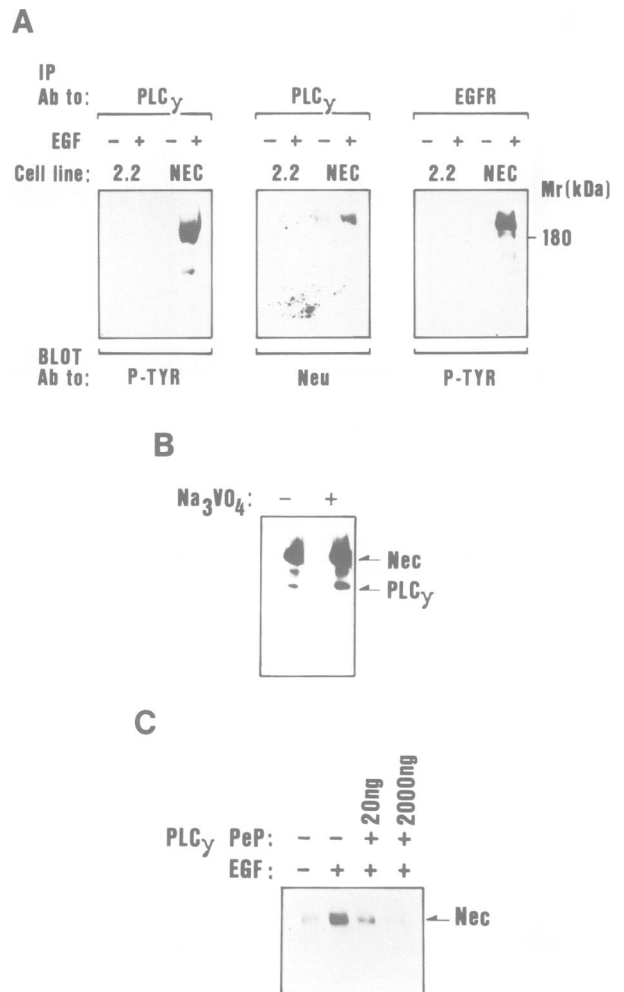 A
IP
Ab to: PLCγ PLCγ EGFR
EGF - + - + - + - + - + - +
Cell line: 2.2 NEC 2.2 NEC 2.2 NEC
Mr(kDa)
180
BLOT
Ab to: P-TYR Neu P-TYR
B
Na3VO4: - +
Nec
PLCγ
C
20ng 2000ng
PLCγ PeP: - - + +
EGF: - + + +
Nec